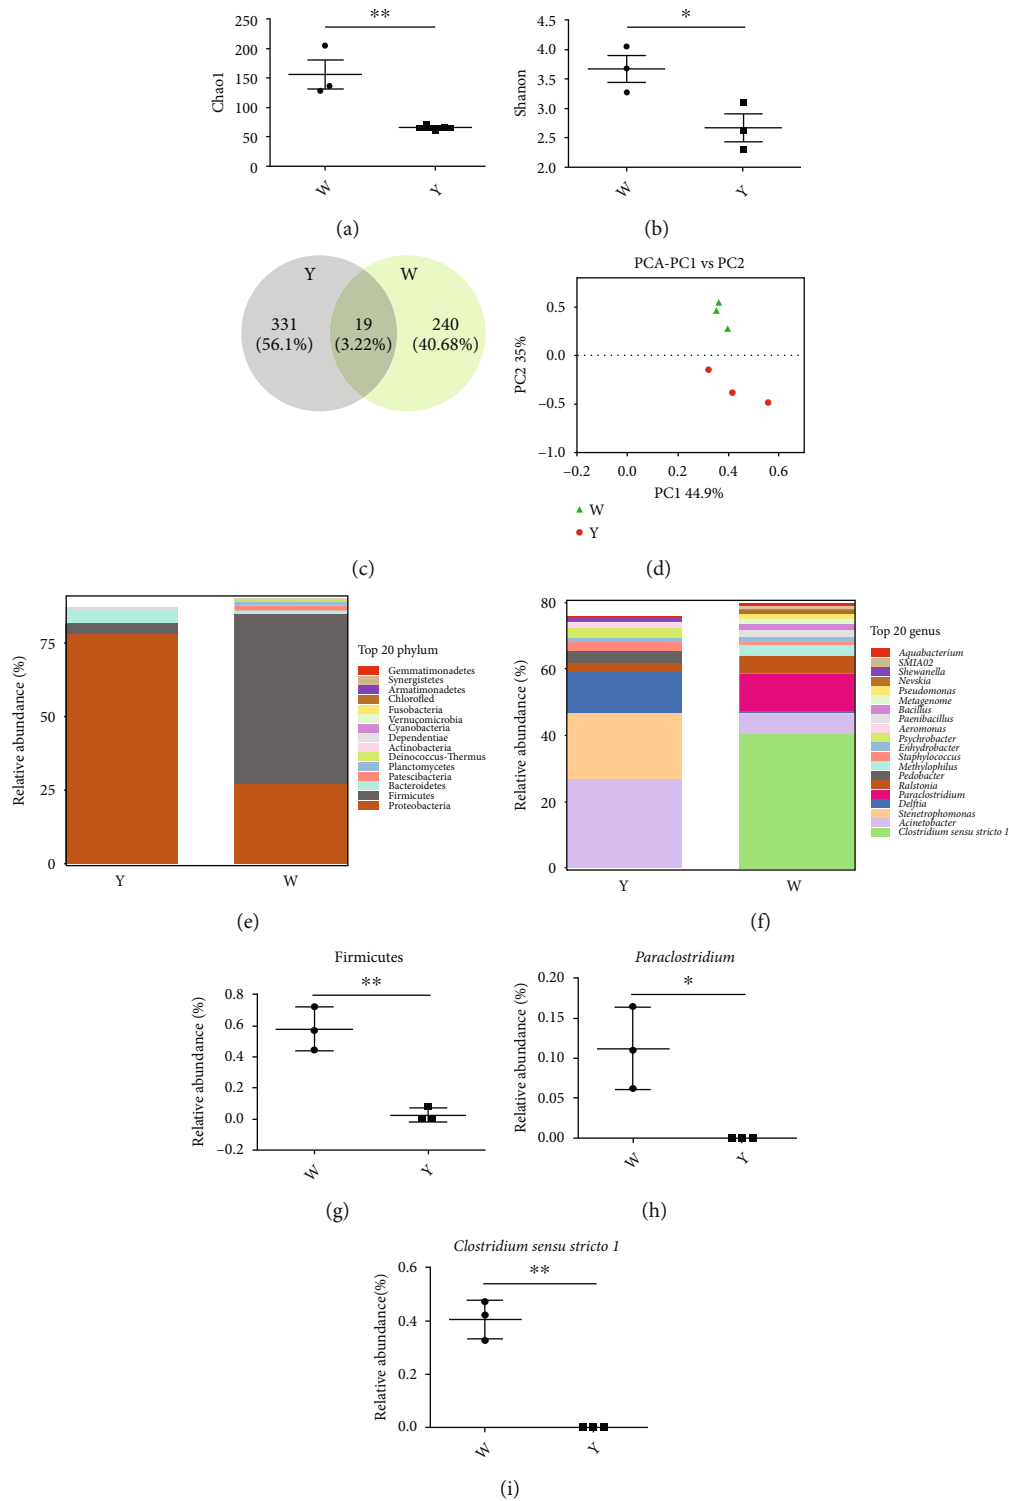 **
250
200
150
100
50
0
Chao1
W
Y
(a)
*
4.5
4.0
3.5
3.0
2.5
2.0
Shanon
W
Y
(b)
Y
W
331
(56.1%)
19
(3.22%)
240
(40.68%)
(c)
PCA-PC1 vs PC2
0.5
0.0
−0.5
−1.0
PC2 35%
−0.2
0.0
0.2
0.4
0.6
PC1 44.9%
W
Y
(d)
75
50
25
0
Relative abundance (%)
Y
W
Top 20 phylum
Gemmatimonadetes
Synergistetes
Armatimonadetes
Chlorofled
Fusobacteria
Vernucomicrobia
Cyanobacteria
Dependentiae
Actinobacteria
Deinococcus-Thermus
Planctomycetes
Patescibacteria
Bacteroidetes
Firmicutes
Proteobacteria
(e)
80
60
40
20
0
Relative abundance (%)
Y
W
Top 20 genus
Aquabacterium
SMIA02
Shewanella
Nevskia
Pseudomonas
Metagenome
Bacillus
Paenibacillus
Aeromonas
Psychrobacter
Enhydrobacter
Staphylococcus
Methylophilus
Pedobacter
Ralstonia
Paraclostridium
Delftia
Stenetrophomonas
Acinetobacter
Clostridium sensu stricto 1
(f)
Firmicutes
**
0.8
0.6
0.4
0.2
0.0
−0.2
Relative abundance (%)
W
Y
(g)
Paraclostridium
*
0.20
0.15
0.10
0.05
0.00
Relative abundance (%)
W
Y
(h)
Clostridium sensu stricto 1
**
0.6
0.4
0.2
0.0
Relative abundance(%)
W
Y
(i)